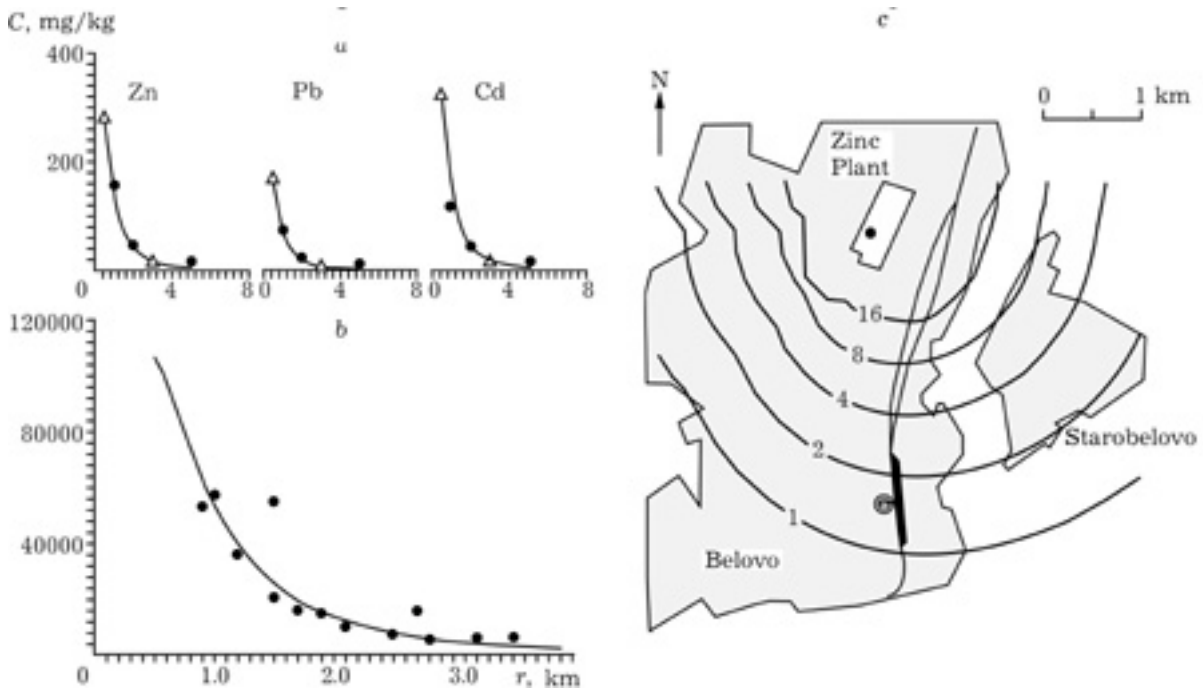 C, mg/kg
a
400
200
0
Zn
Pb
Cd
0 4 8
0 4 8
0 4 8
b
120000
80000
40000
0 1.0 2.0 r, km 3.0
c
N
0 1 km
Zinc
Plant
16
8
4
2
1
Starobelovo
Belovo